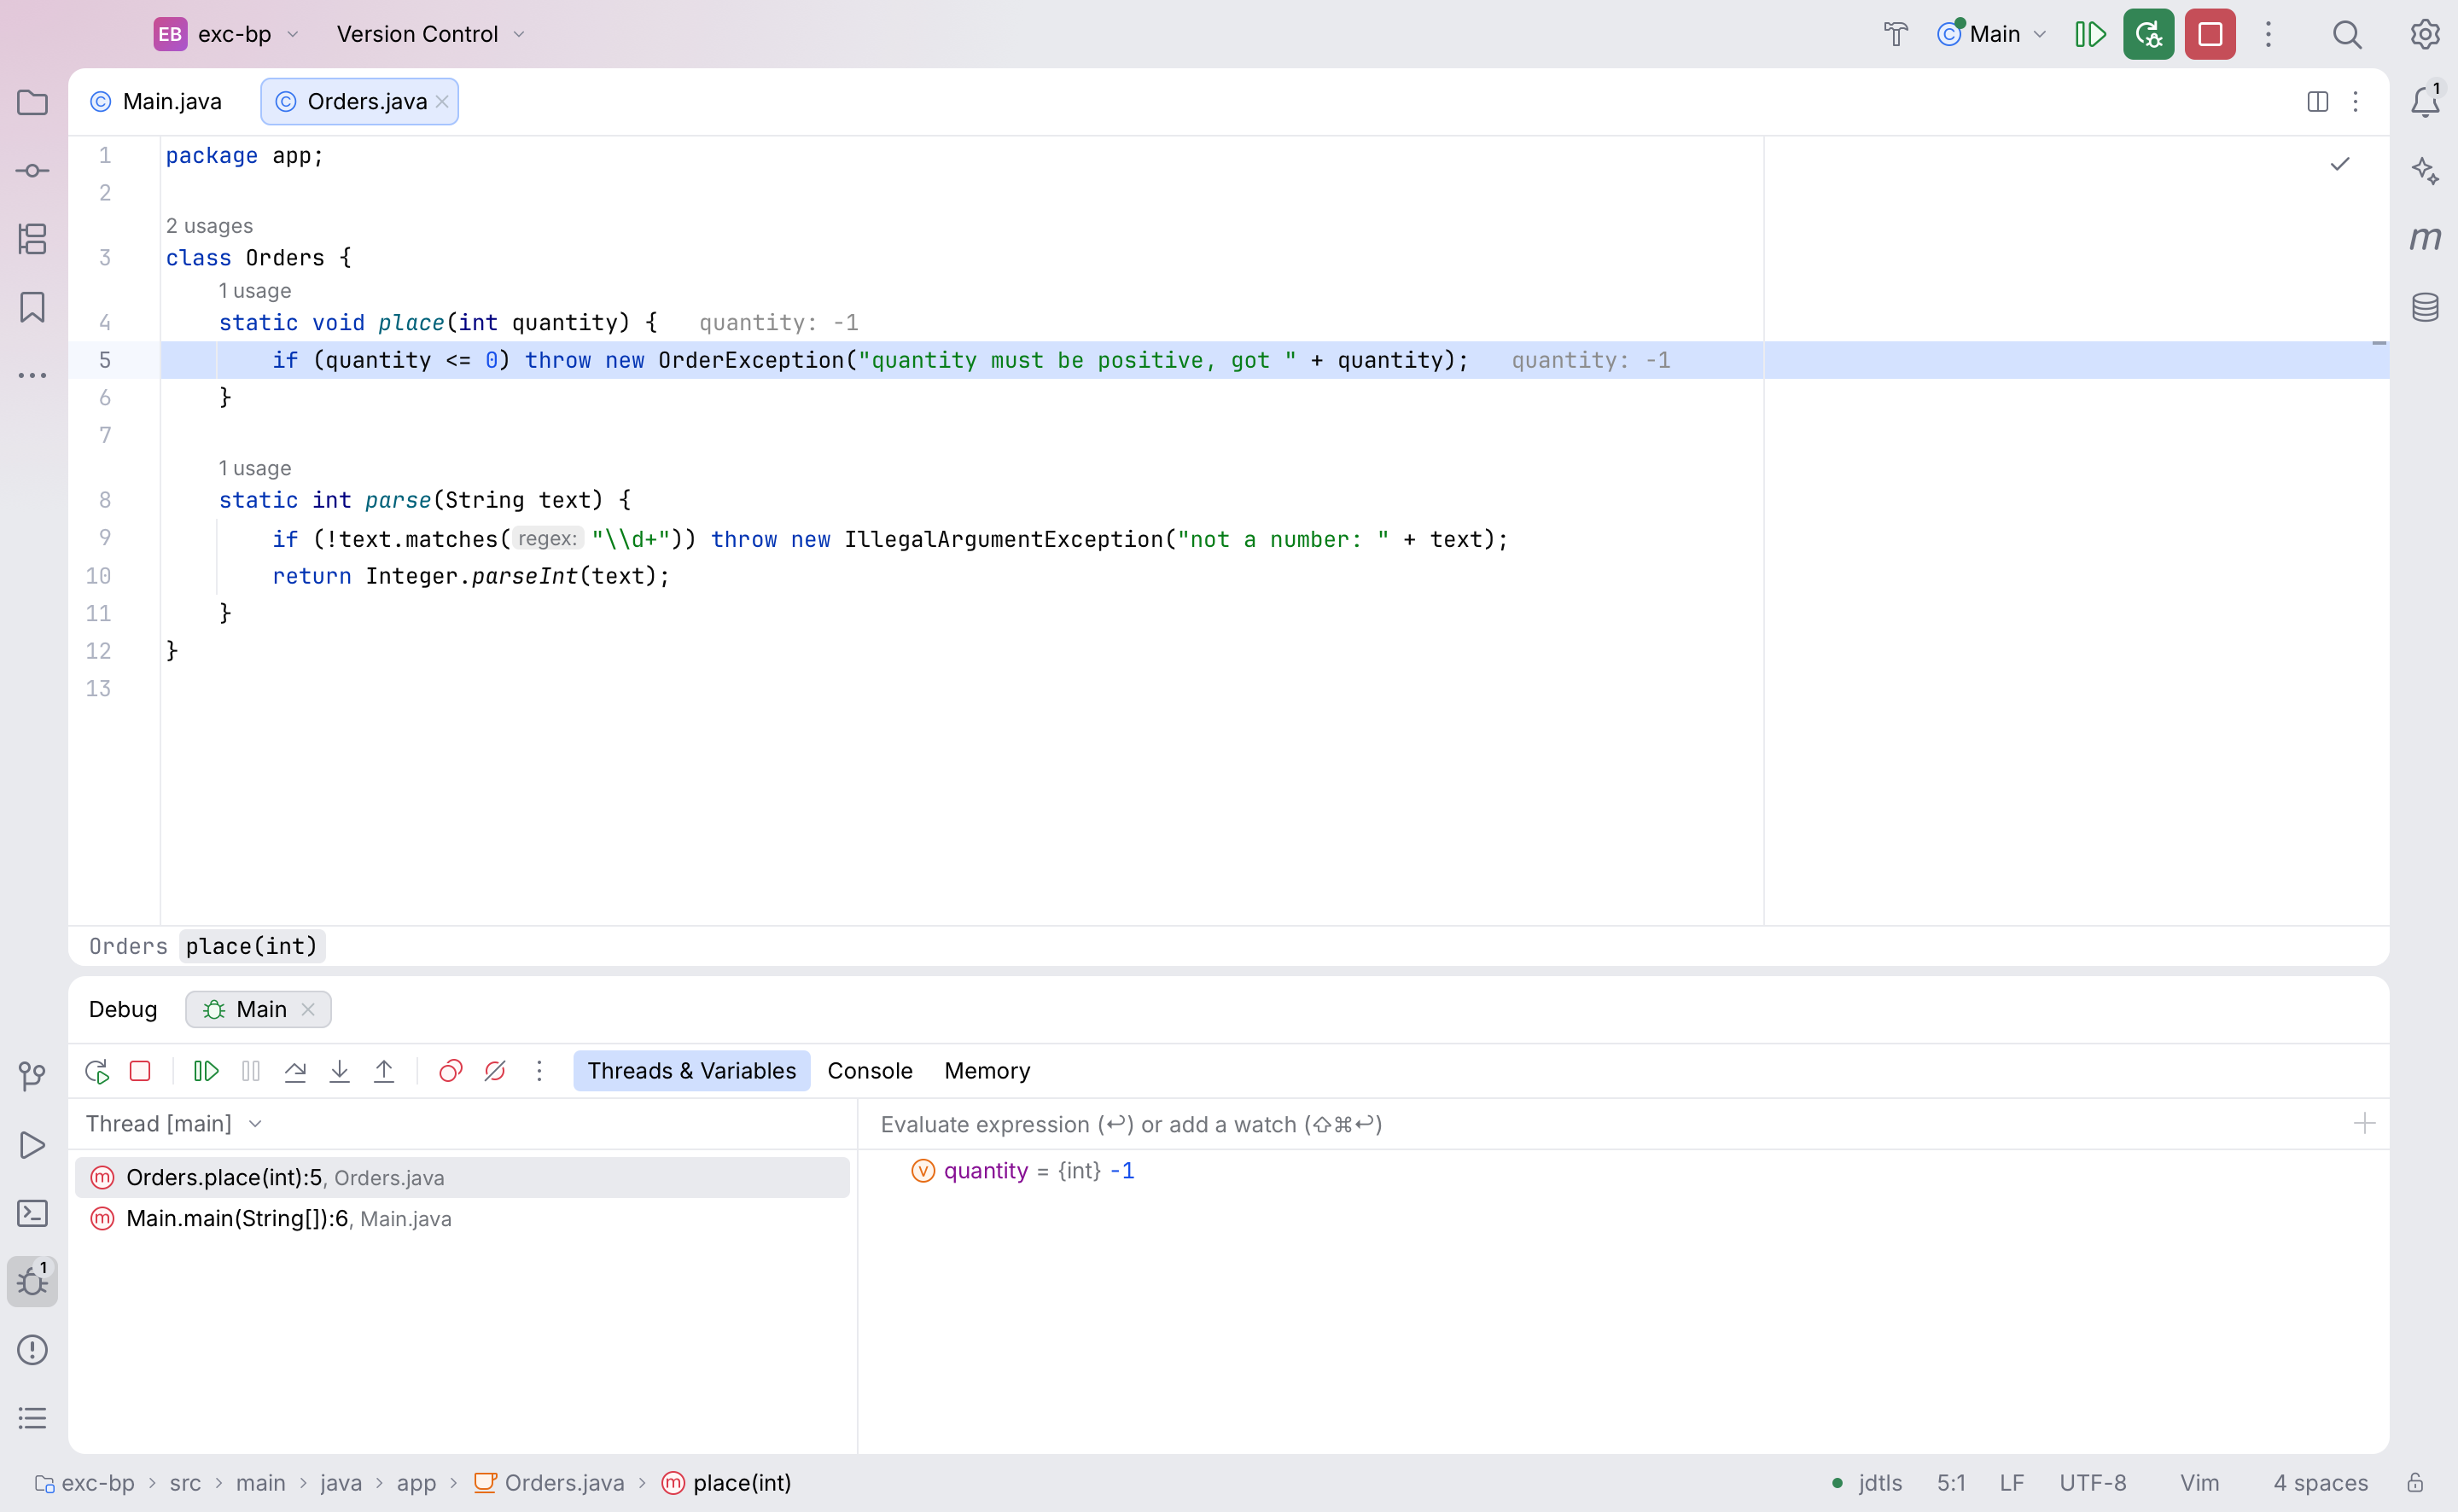 EB exc-bp Version Control Main
Main.java Orders.java
1
1 package app;
2
2 usages
3 class Orders {
1 usage
4 static void place(int quantity) { quantity: -1
5 if (quantity <= 0) throw new OrderException("quantity must be positive, got " + quantity); quantity: -1
6 }
7
1 usage
8 static int parse(String text) {
9 if (!text.matches( regex: "\\d+")) throw new IllegalArgumentException("not a number: " + text);
10 return Integer.parseInt(text);
11 }
12 }
13
Orders place(int)
Debug Main
Threads & Variables Console Memory
Thread [main] Evaluate expression (↩) or add a watch (⇧⌘↩)
Orders.place(int):5, Orders.java quantity = {int} -1
Main.main(String[]):6, Main.java
1
exc-bp › src › main › java › app › Orders.java › place(int) jdtls 5:1 LF UTF-8 Vim 4 spaces